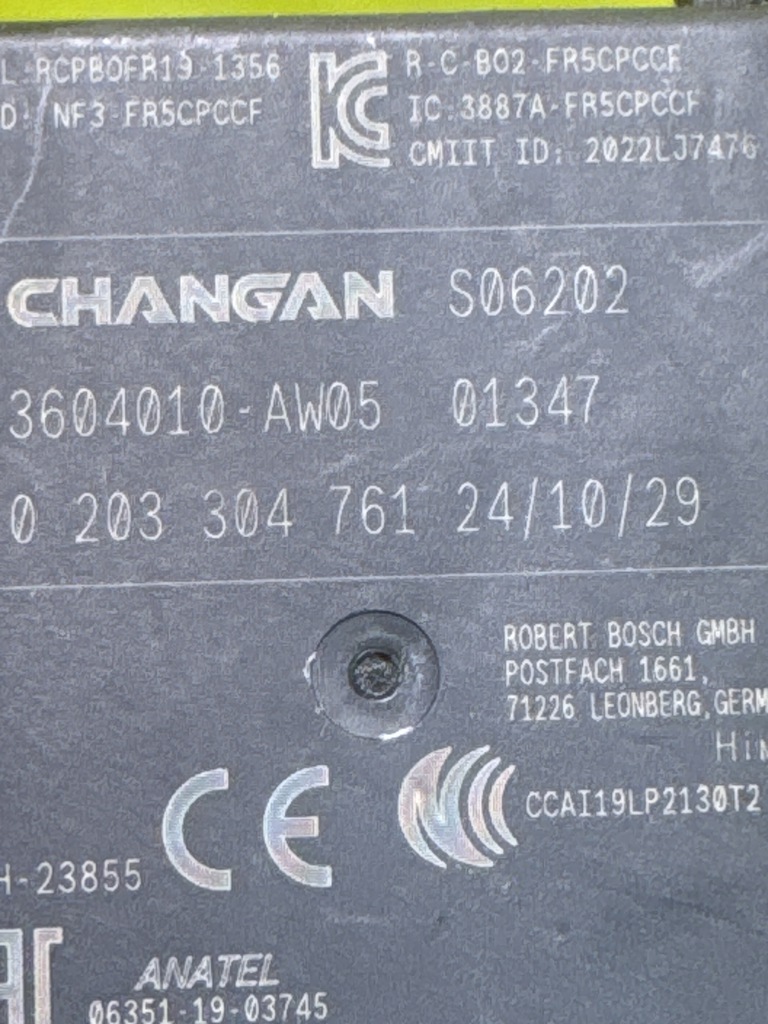 L RCPBOFR19-1356
R-C-BO2-FR5CPCCF
D: NF3-FR5CPCCF
IC:3887A-FR5CPCCF
CMIIT ID: 2022LJ7476
CHANGAN S06202
3604010-AW05 01347
0 203 304 761 24/10/29
ROBERT BOSCH GMBH
POSTFACH 1661,
71226 LEONBERG, GERM
CE
CCAI19LP2130T2
H-23855
ANATEL
06351-19-03745